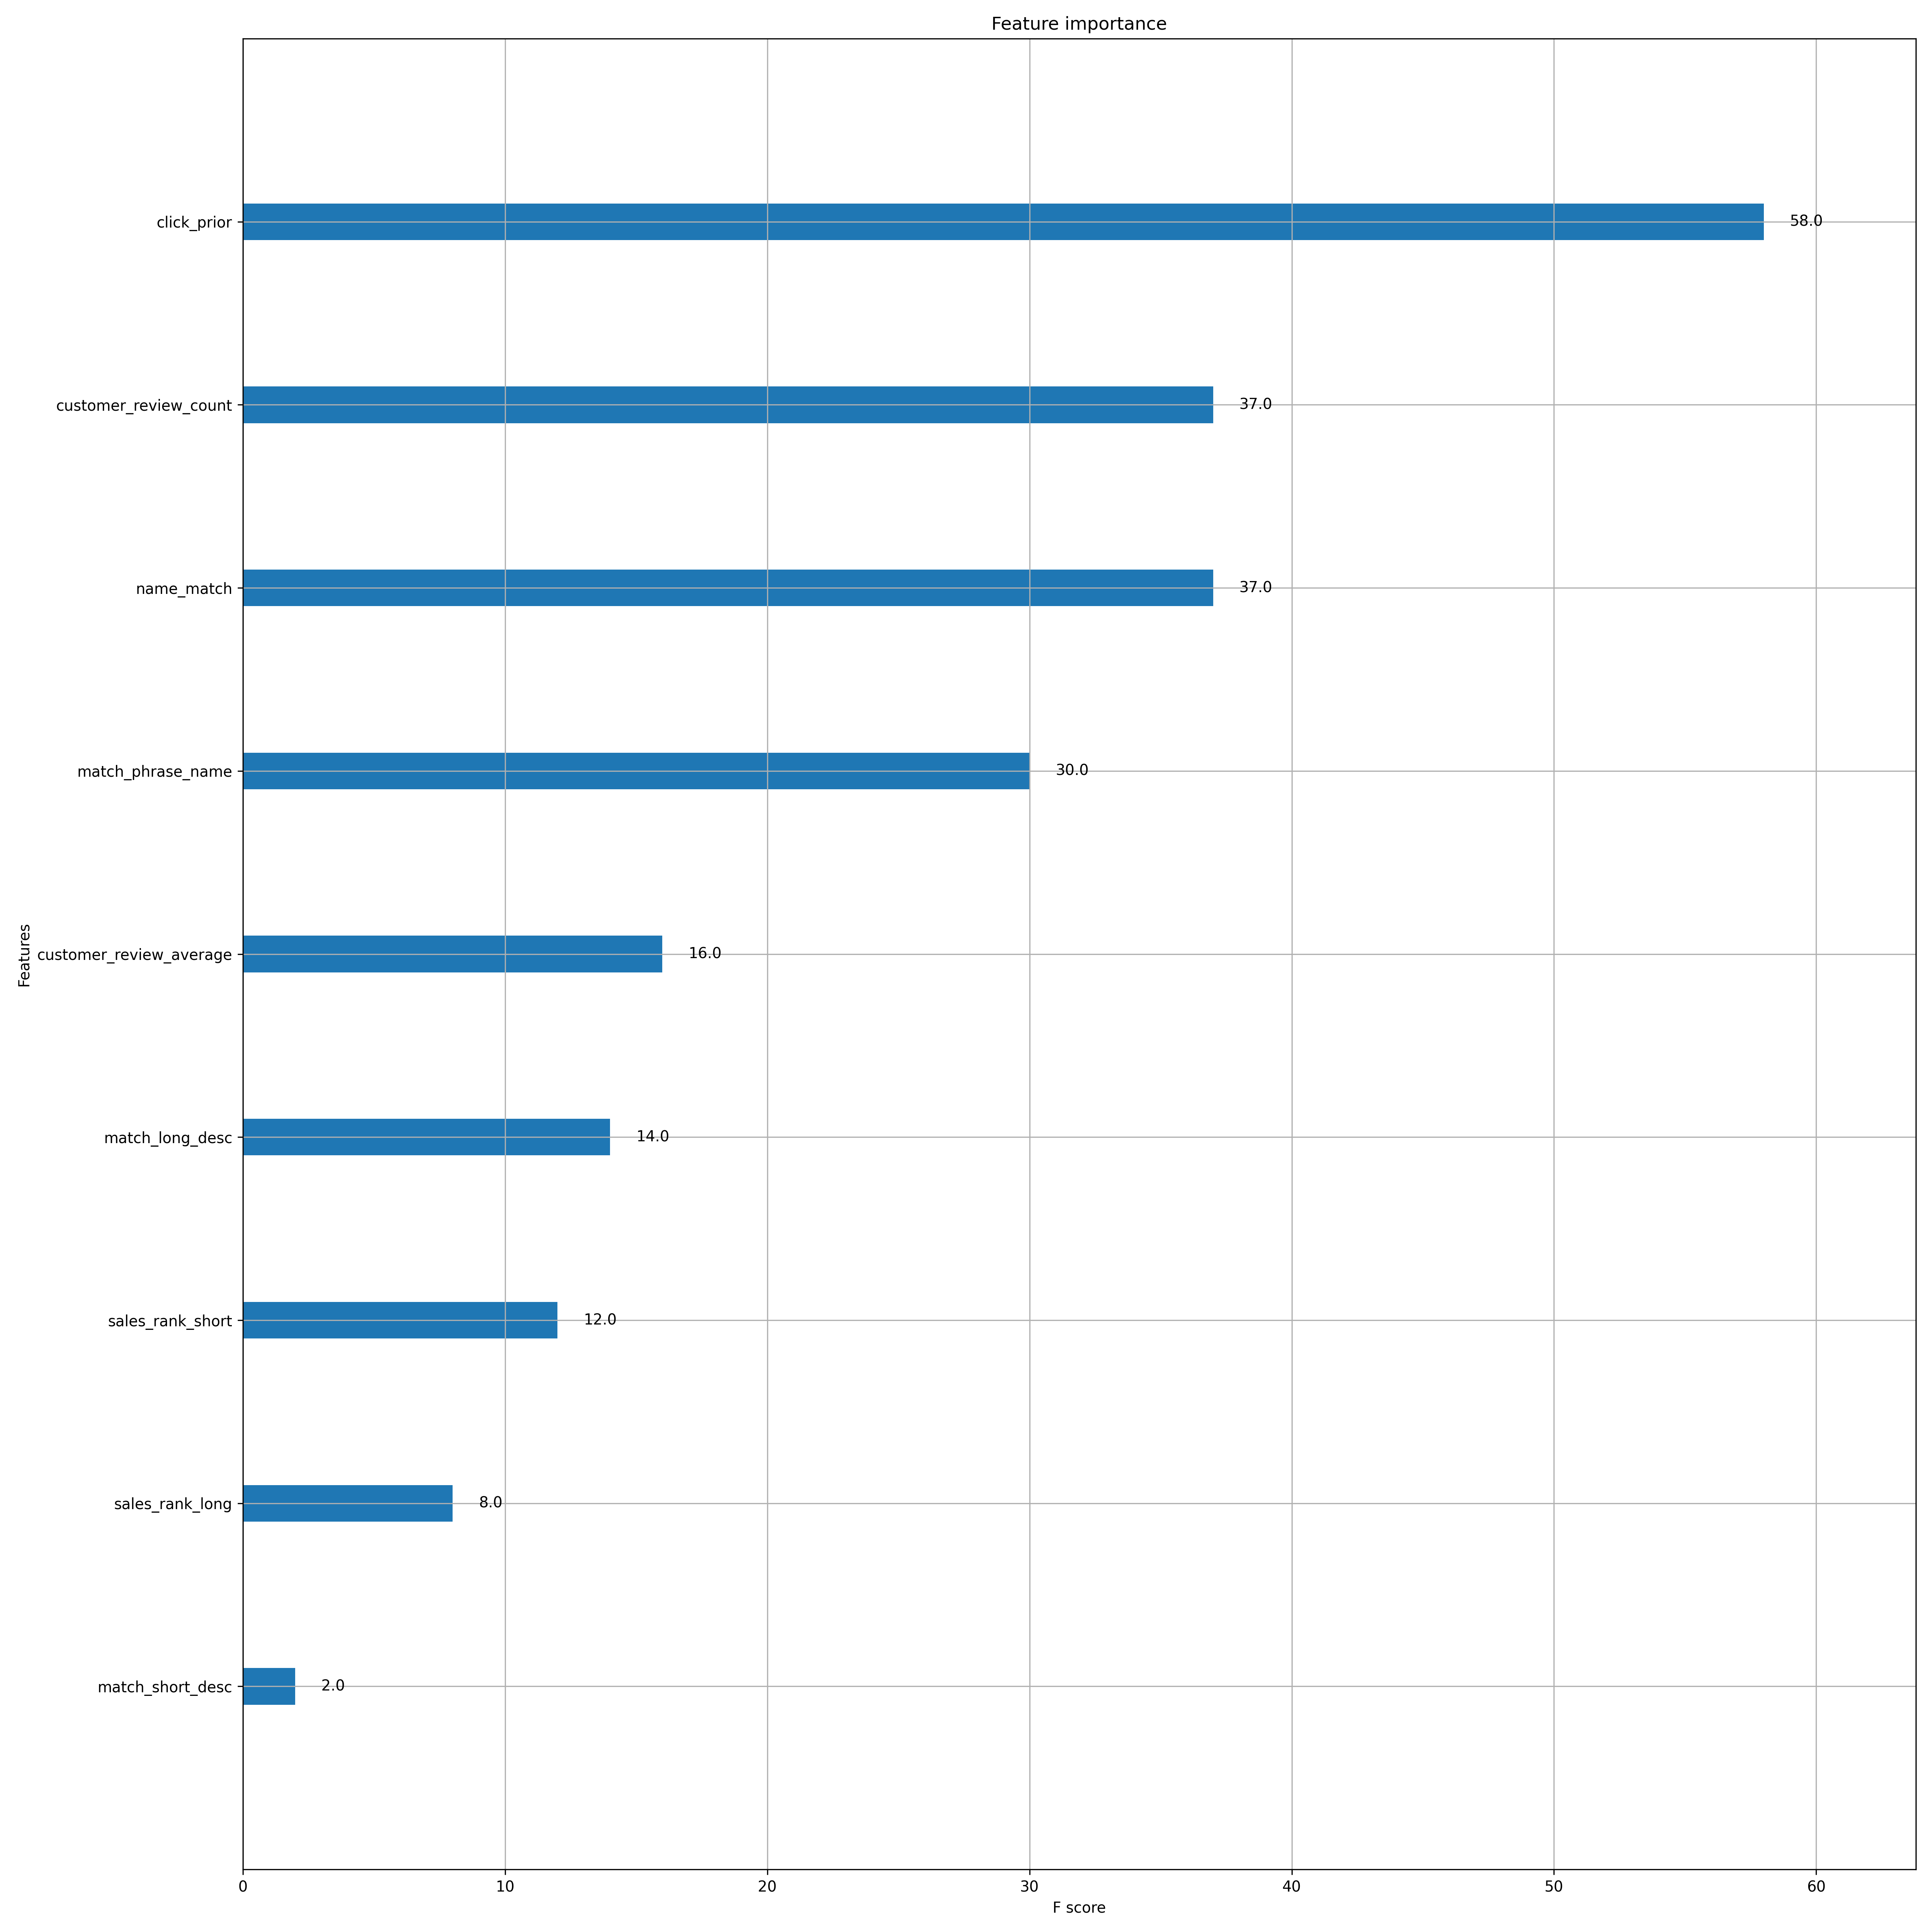 Feature importance
click_prior
58.0
customer_review_count
37.0
name_match
37.0
match_phrase_name
30.0
customer_review_average
16.0
match_long_desc
14.0
sales_rank_short
12.0
sales_rank_long
8.0
match_short_desc
2.0
Features
0 10 20 30 40 50 60
F score